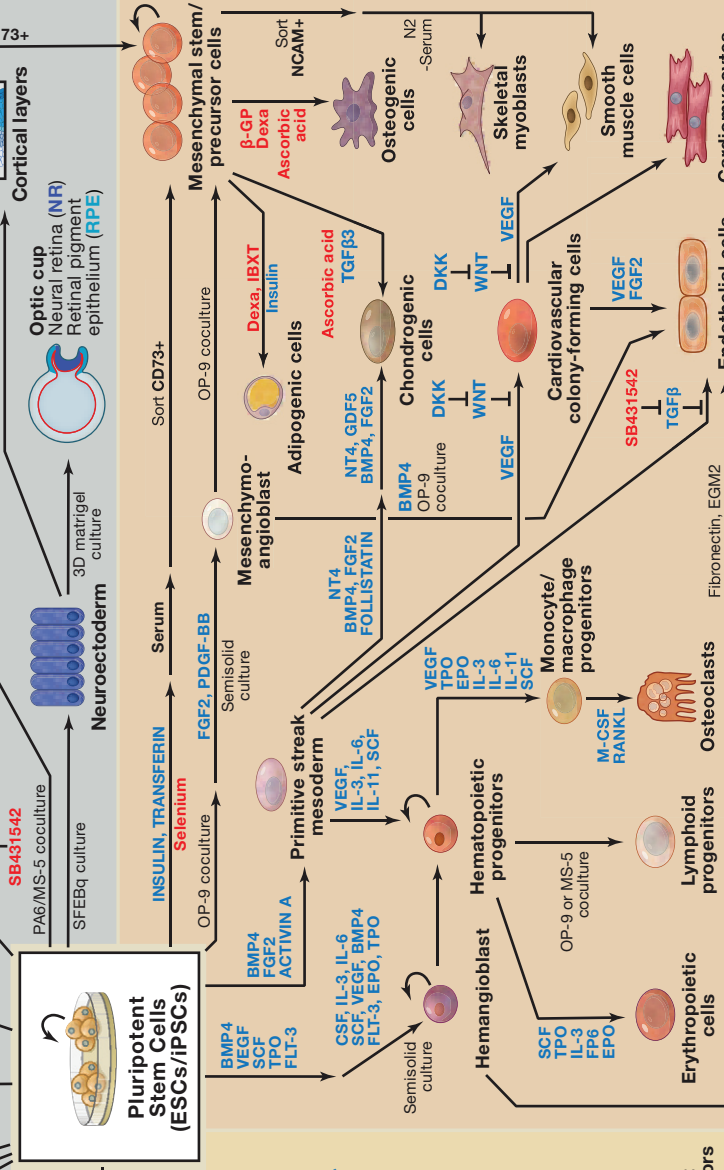 73+
Cortical layers
Optic cup
Neural retina (NR)
Retinal pigment
epithelium (RPE)
3D matrigel
culture
Neuroectoderm
SB431542
PA6/MS-5 coculture
SFEBq culture
Pluripotent
Stem Cells
(ESCs/iPSCs)
INSULIN, TRANSFERIN
Selenium
Serum
Sort CD73+
Mesenchymal stem/
precursor cells
Sort
NCAM+
N2
-Serum
β-GP
Dexa
Ascorbic
acid
Osteogenic
cells
Skeletal
myoblasts
Smooth
muscle cells
OP-9 coculture
FGF2, PDGF-BB
Semisolid
culture
Mesenchymo-
angioblast
OP-9 coculture
Dexa, IBXT
Insulin
Adipogenic cells
Ascorbic acid
TGFβ3
Chondrogenic
cells
BMP4
FGF2
ACTIVIN A
Primitive streak
mesoderm
NT4
BMP4, FGF2
FOLLISTATIN
NT4, GDF5
BMP4, FGF2
BMP4
OP-9
coculture
DKK
WNT
VEGF
Cardiovascular
colony-forming cells
DKK
WNT
VEGF
VEGF
FGF2
SB431542
TGFβ
Fibronectin, EGM2
BMP4
VEGF
SCF
TPO
FLT-3
CSF, IL-3, IL-6
SCF, VEGF, BMP4
FLT-3, EPO, TPO
Semisolid
culture
Hemangioblast
VEGF,
IL-3, IL-6,
IL-11, SCF
Hematopoietic
progenitors
VEGF
TPO
EPO
IL-3
IL-6
IL-11
SCF
Monocyte/
macrophage
progenitors
M-CSF
RANKL
Osteoclasts
OP-9 or MS-5
coculture
Lymphoid
progenitors
SCF
TPO
IL-3
FP6
EPO
Erythropoietic
cells
Endothelial cells
ors